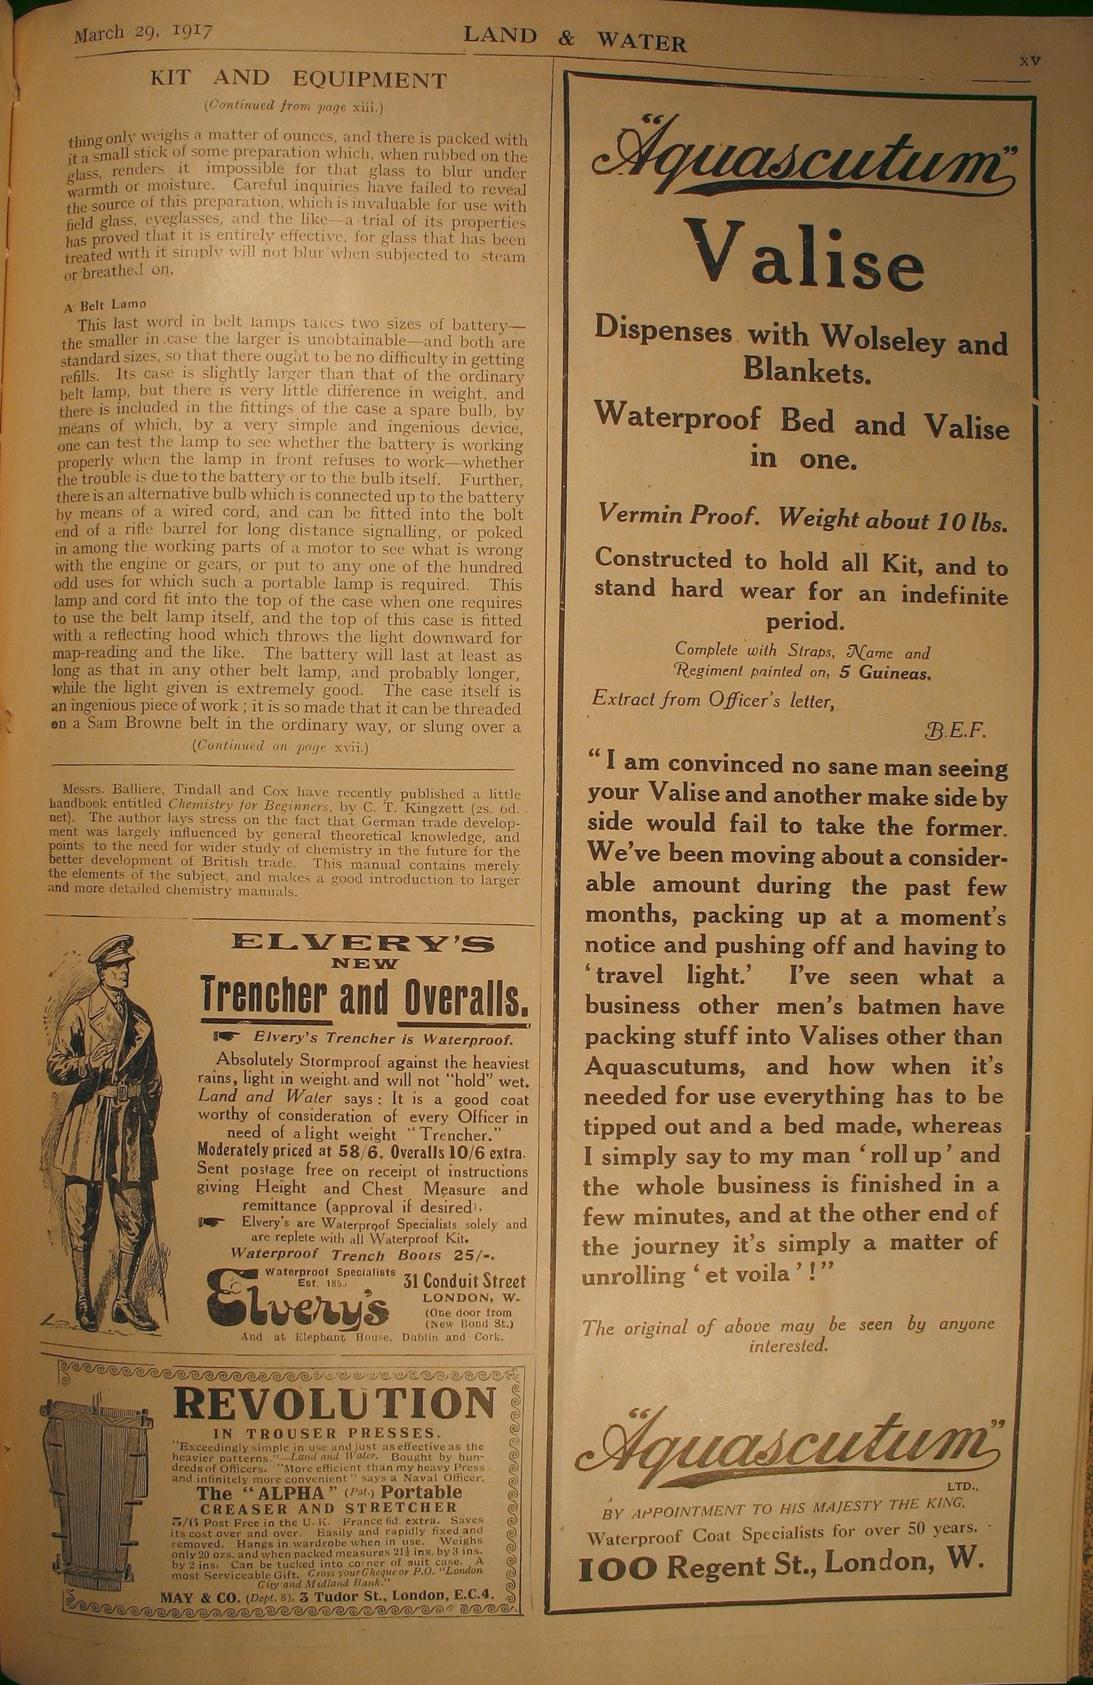 March 29, 1917
LAND & WATER
xv
KIT AND EQUIPMENT
(Continued from page xiii.)
thing only weighs a matter of ounces, and there is packed with
it a small stick of some preparation which, when rubbed on the
glass, renders it impossible for that glass to blur under
warmth or moisture. Careful inquiries have failed to reveal
the source of this preparation, which is invaluable for use with
field glass, eyeglasses, and the like—a trial of its properties
has proved that it is entirely effective, for glass that has been
treated with it simply will not blur when subjected to steam
or breathed on.
A Belt Lamp
This last word in belt lamps takes two sizes of battery—
the smaller in case the larger is unobtainable—and both are
standard sizes, so that there ought to be no difficulty in getting
refills. Its case is slightly larger than that of the ordinary
belt lamp, but there is very little difference in weight, and
there is included in the fittings of the case a spare bulb, by
means of which, by a very simple and ingenious device,
one can test the lamp to see whether the battery is working
properly when the lamp in front refuses to work—whether
the trouble is due to the battery or to the bulb itself. Further,
there is an alternative bulb which is connected up to the battery
by means of a wired cord, and can be fitted into the bolt
end of a rifle barrel for long distance signalling, or poked
in among the working parts of a motor to see what is wrong
with the engine or gears, or put to any one of the hundred
odd uses for which such a portable lamp is required. This
lamp and cord fit into the top of the case when one requires
to use the belt lamp itself, and the top of this case is fitted
with a reflecting hood which throws the light downward for
map-reading and the like. The battery will last at least as
long as that in any other belt lamp, and probably longer,
while the light given is extremely good. The case itself is
an ingenious piece of work ; it is so made that it can be threaded
on a Sam Browne belt in the ordinary way, or slung over a
(Continued on page xvii.)
Messrs. Balliere, Tindall and Cox have recently published a little
handbook entitled Chemistry for Beginners, by C. T. Kingzett (2s. 6d.
net). The author lays stress on the fact that German trade develop-
ment was largely influenced by general theoretical knowledge, and
points to the need for wider study of chemistry in the future for the
better development of British trade. This manual contains merely
the elements of the subject, and makes a good introduction to larger
and more detailed chemistry manuals.
ELVERY'S
NEW
Trencher and Overalls.
Elvery's Trencher is Waterproof.
Absolutely Stormproof against the heaviest
rains, light in weight and will not "hold" wet.
Land and Water says: It is a good coat
worthy of consideration of every Officer in
need of a light weight "Trencher."
Moderately priced at 58/6. Overalls 10/6 extra.
Sent postage free on receipt of instructions
giving Height and Chest Measure and
remittance (approval if desired).
Elvery's are Waterproof Specialists solely and
are replete with all Waterproof Kit.
Waterproof Trench Boots 25/-.
Waterproof Specialists
Est. 185
Elvery's
31 Conduit Street
LONDON, W.
(One door from
(New Bond St.)
And at Elephant House, Dublin and Cork.
REVOLUTION
IN TROUSER PRESSES.
"Exceedingly simple in use and just as effective as the
heavier patterns."—Land and Water. Bought by hun-
dreds of Officers. "More efficient than my heavy Press
and infinitely more convenient" says a Naval Officer.
The "ALPHA" (Pat.) Portable
CREASER AND STRETCHER
5/6 Post Free in the U.K. France 6d. extra. Saves
its cost over and over. Easily and rapidly fixed and
removed. Hangs in wardrobe when in use. Weighs
only 20 ozs. and when packed measures 21½ ins. by 3 ins.
by 2 ins. Can be tucked into corner of suit case. A
most Serviceable Gift. Cross your Cheque or P.O. "London
City and Midland Bank."
MAY & CO. (Dept. 8), 3 Tudor St., London, E.C.4.
"Aquascutum"
Valise
Dispenses with Wolseley and
Blankets.
Waterproof Bed and Valise
in one.
Vermin Proof. Weight about 10 lbs.
Constructed to hold all Kit, and to
stand hard wear for an indefinite
period.
Complete with Straps, Name and
Regiment painted on, 5 Guineas.
Extract from Officer's letter,
B.E.F.
"I am convinced no sane man seeing
your Valise and another make side by
side would fail to take the former.
We've been moving about a consider-
able amount during the past few
months, packing up at a moment's
notice and pushing off and having to
'travel light.' I've seen what a
business other men's batmen have
packing stuff into Valises other than
Aquascutums, and how when it's
needed for use everything has to be
tipped out and a bed made, whereas
I simply say to my man 'roll up' and
the whole business is finished in a
few minutes, and at the other end of
the journey it's simply a matter of
unrolling 'et voila'!"
The original of above may be seen by anyone
interested.
"Aquascutum"
LTD.,
BY APPOINTMENT TO HIS MAJESTY THE KING.
Waterproof Coat Specialists for over 50 years.
100 Regent St., London, W.